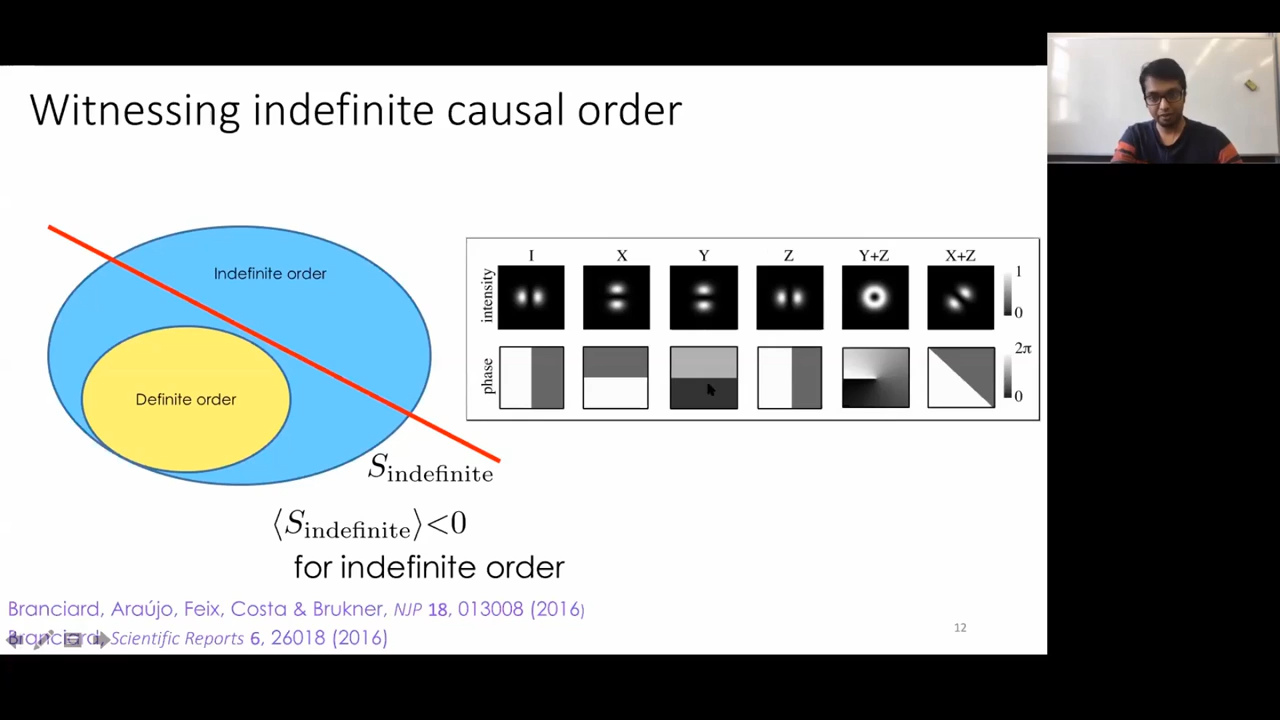 Witnessing indefinite causal order
Indefinite order
Definite order
S_indefinite
⟨S_indefinite⟩<0
for indefinite order
I X Y Z Y+Z X+Z
intensity
1
0
phase
2π
0
Branciard, Araújo, Feix, Costa & Brukner, NJP 18, 013008 (2016)
Branciard, Scientific Reports 6, 26018 (2016)
12